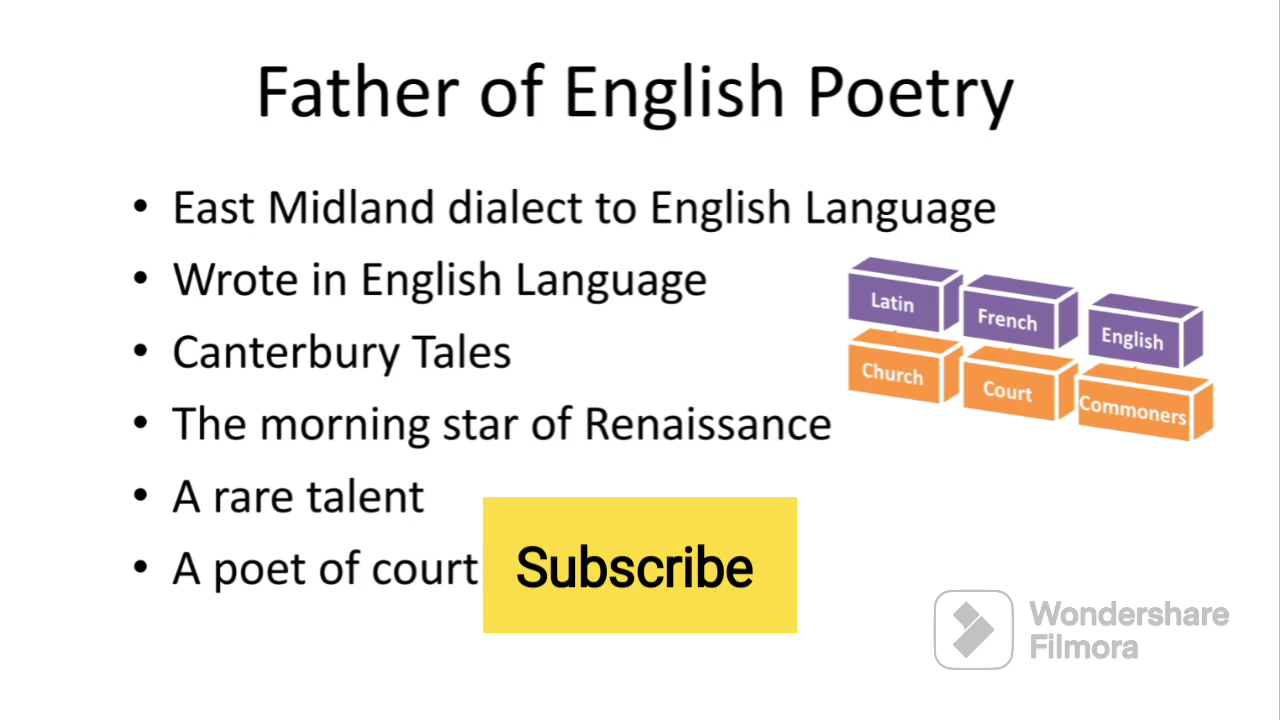 Father of English Poetry
• East Midland dialect to English Language
• Wrote in English Language
• Canterbury Tales
• The morning star of Renaissance
• A rare talent
• A poet of court
Latin
French
English
Church
Court
Commoners
Subscribe
Wondershare
Filmora